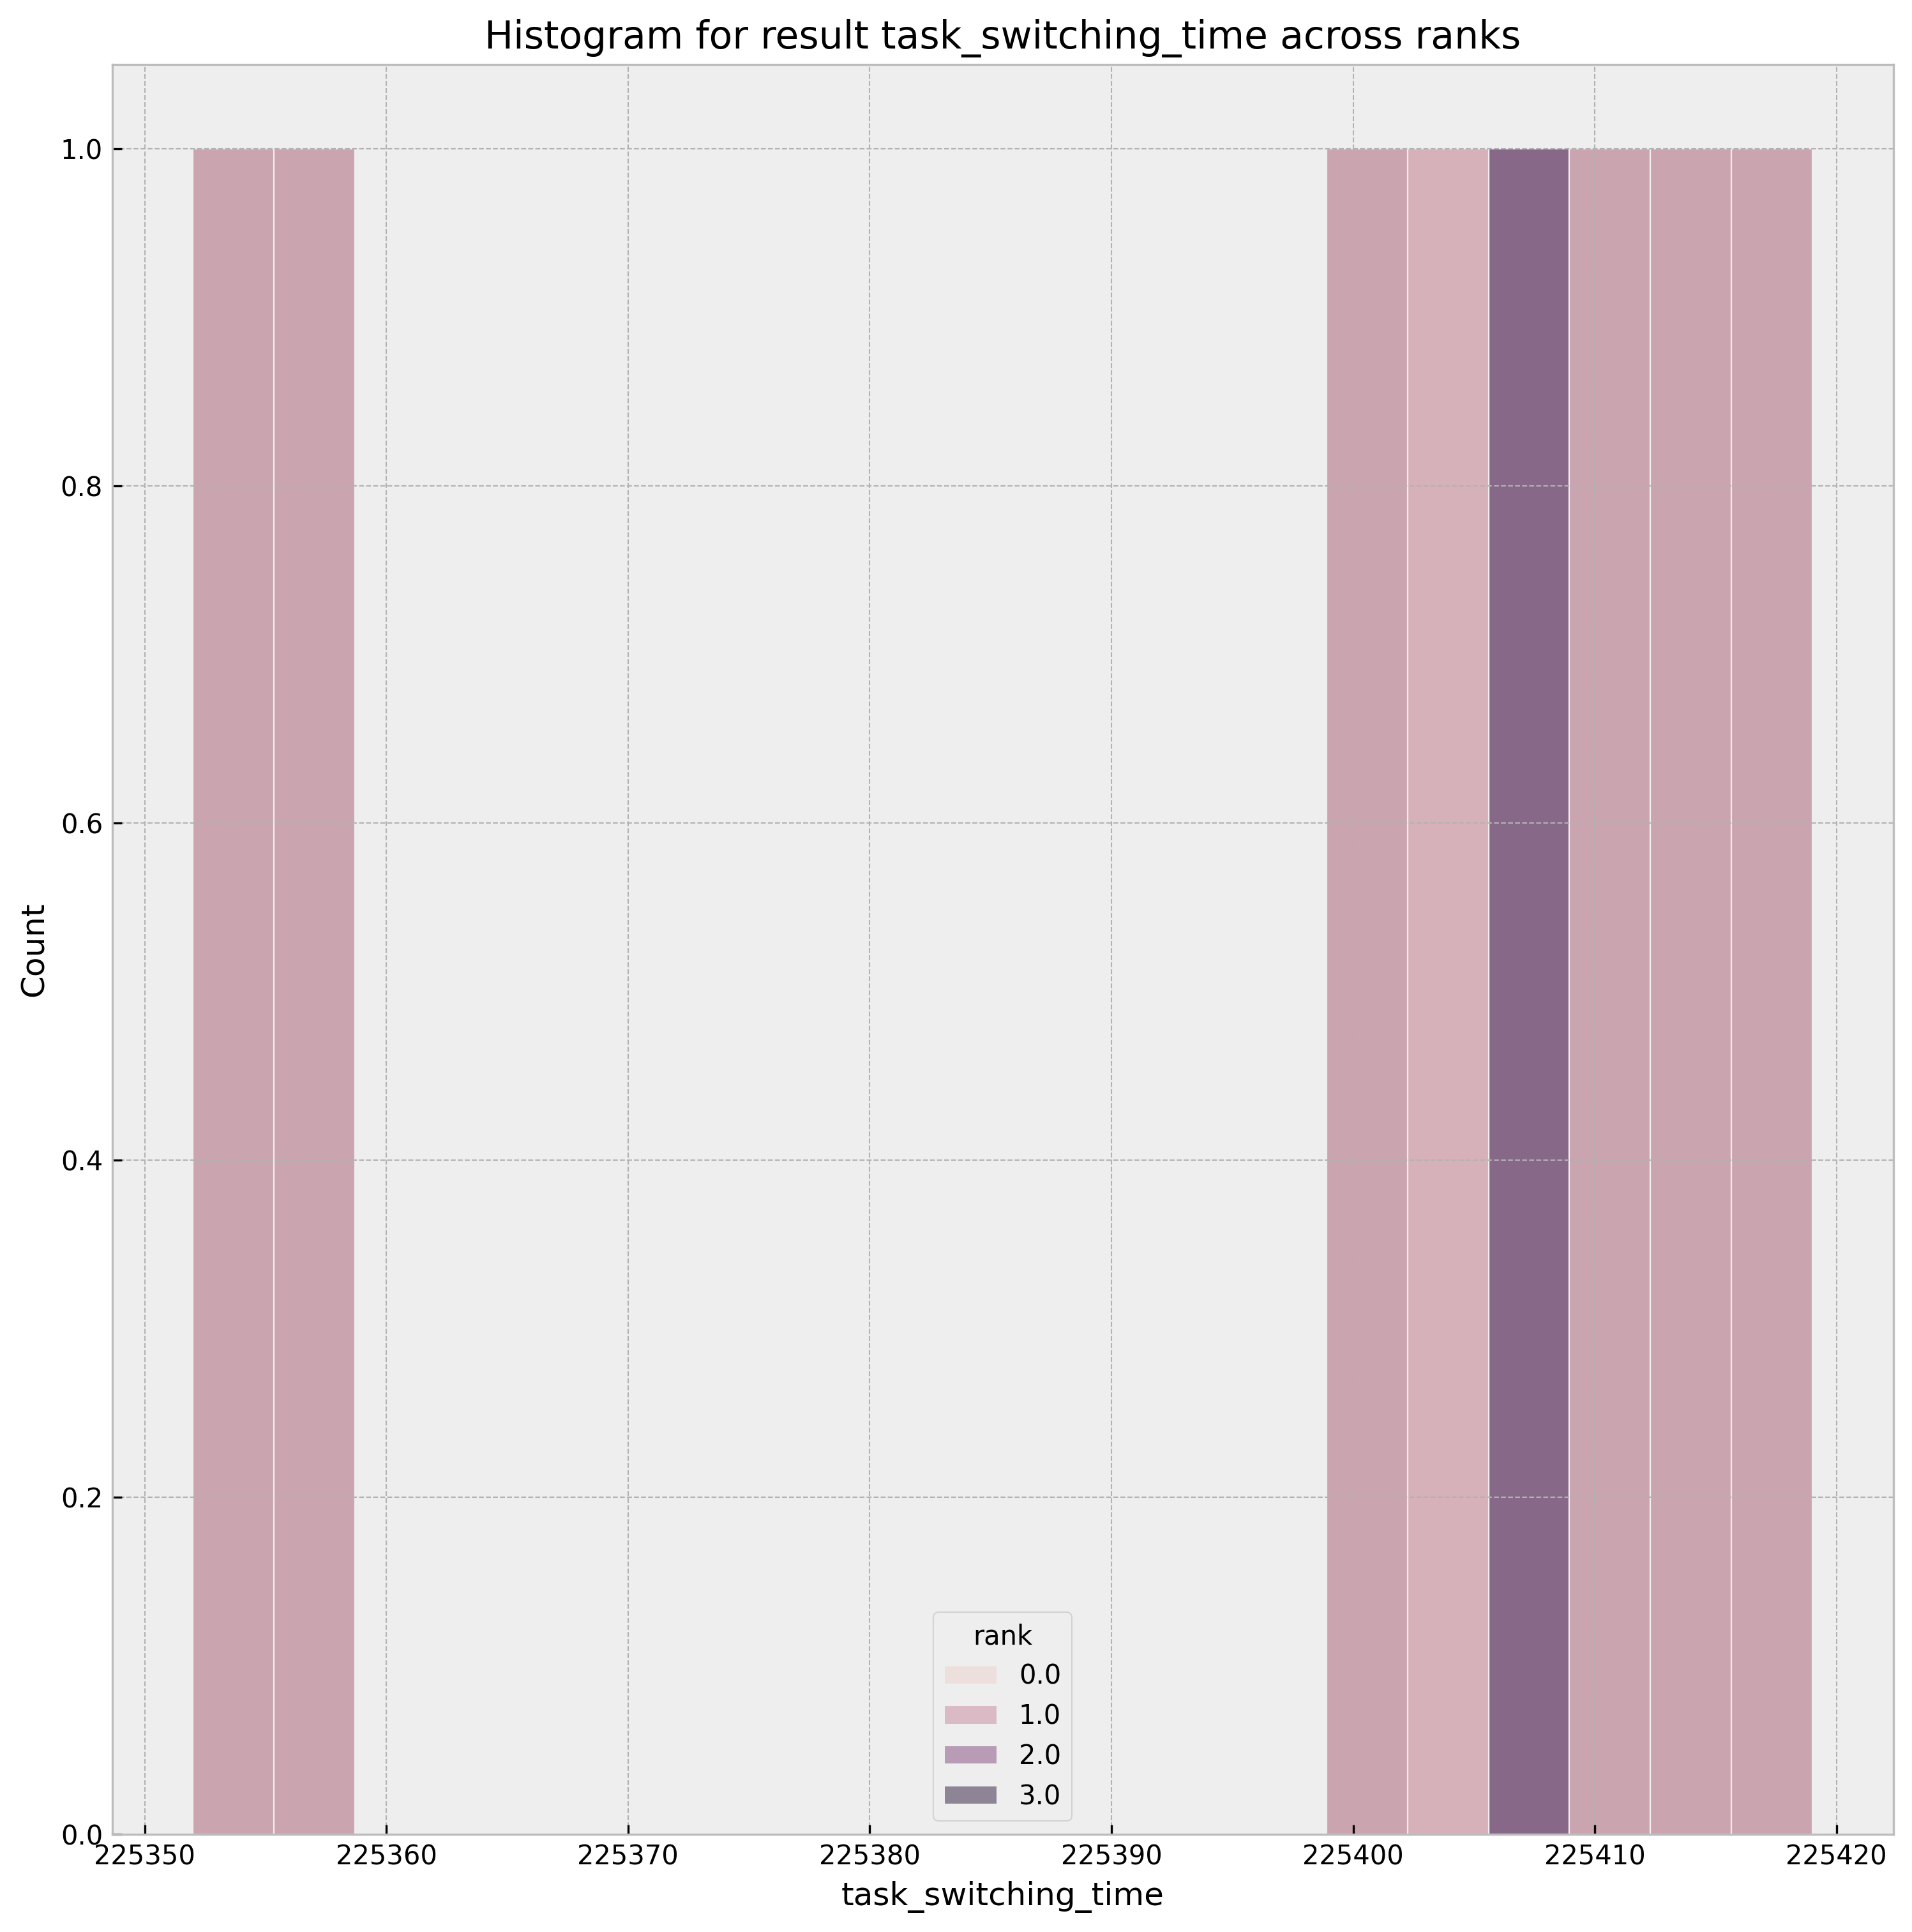 Histogram for result task_switching_time across ranks
1.0
0.8
0.6
0.4
0.2
0.0
Count
rank
0.0
1.0
2.0
3.0
225350 225360 225370 225380 225390 225400 225410 225420
task_switching_time